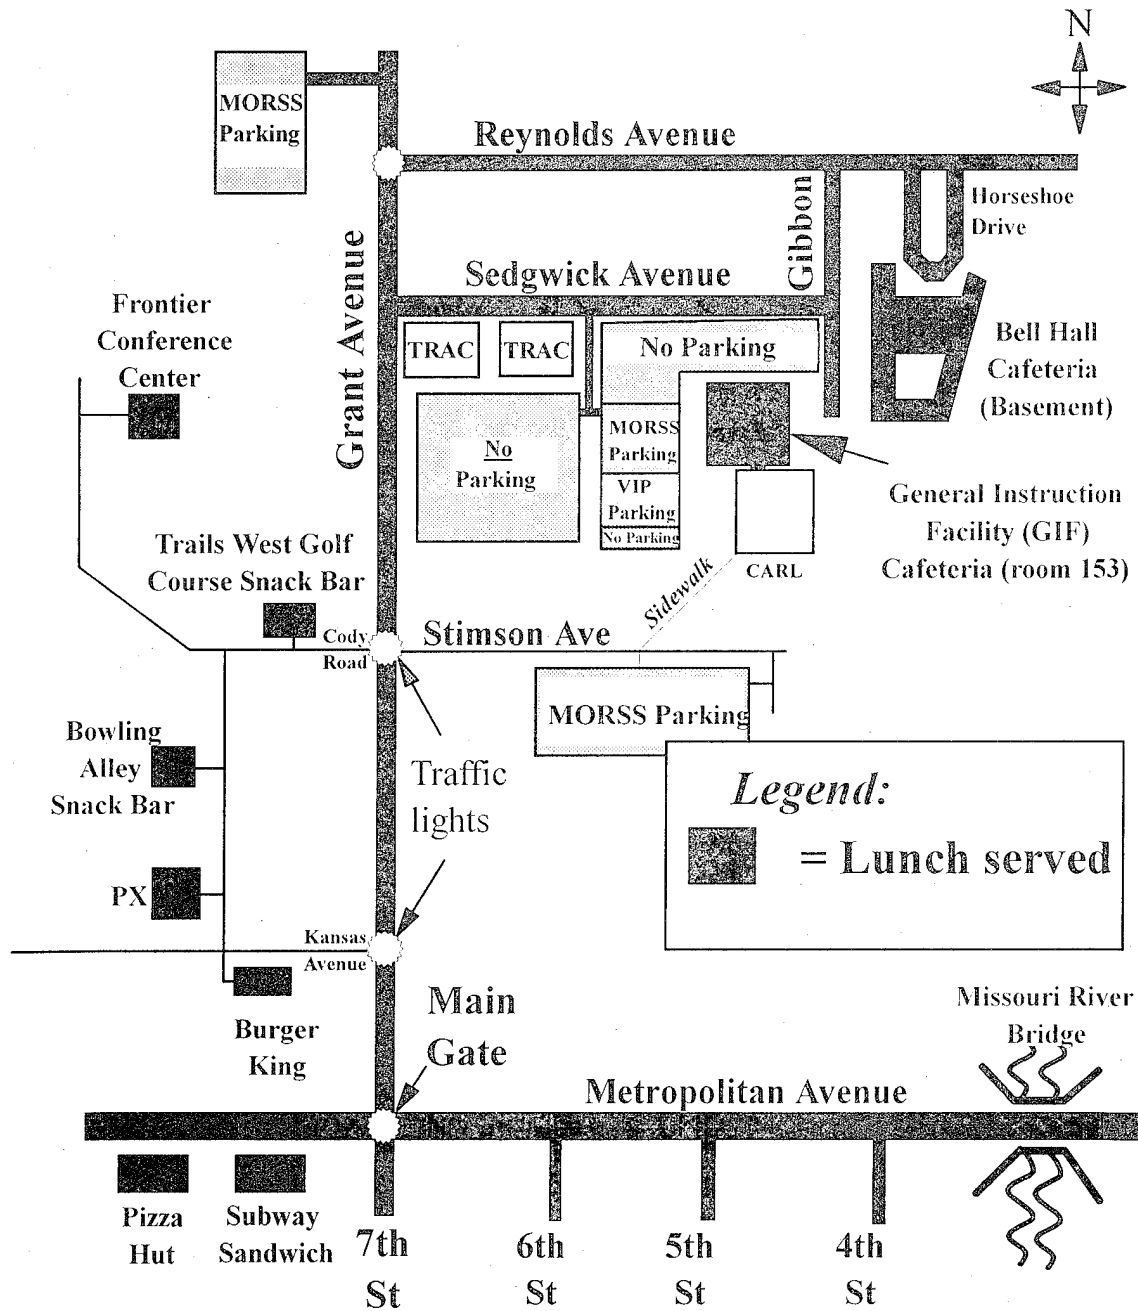 N
MORSS
Parking
Reynolds Avenue
Gibbon
Horseshoe
Drive
Grant Avenue
Sedgwick Avenue
Frontier
Conference
Center
TRAC
TRAC
No Parking
Bell Hall
Cafeteria
(Basement)
No
Parking
MORSS
Parking
VIP
Parking
No Parking
General Instruction
Facility (GIF)
Cafeteria (room 153)
CARL
Sidewalk
Trails West Golf
Course Snack Bar
Cody
Road
Stimson Ave
MORSS Parking
Bowling
Alley
Snack Bar
Traffic
lights
Legend:
= Lunch served
PX
Kansas
Avenue
Burger
King
Main
Gate
Missouri River
Bridge
Metropolitan Avenue
Pizza
Hut
Subway
Sandwich
7th
St
6th
St
5th
St
4th
St